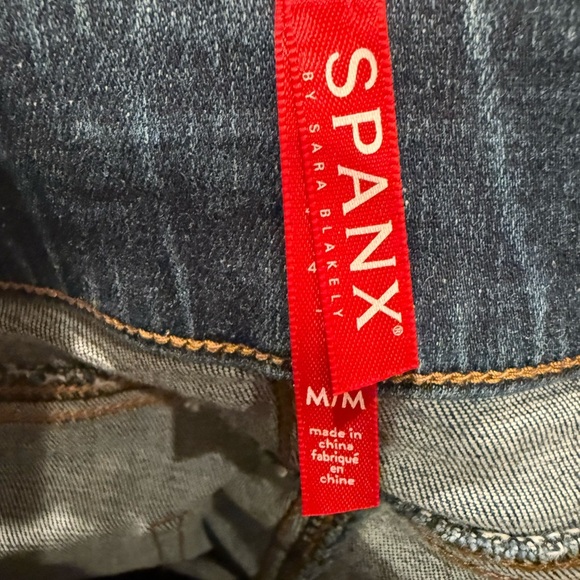 SPANX®
BY SARA BLAKELY
M/M
made in
china
fabriqué
en
chine